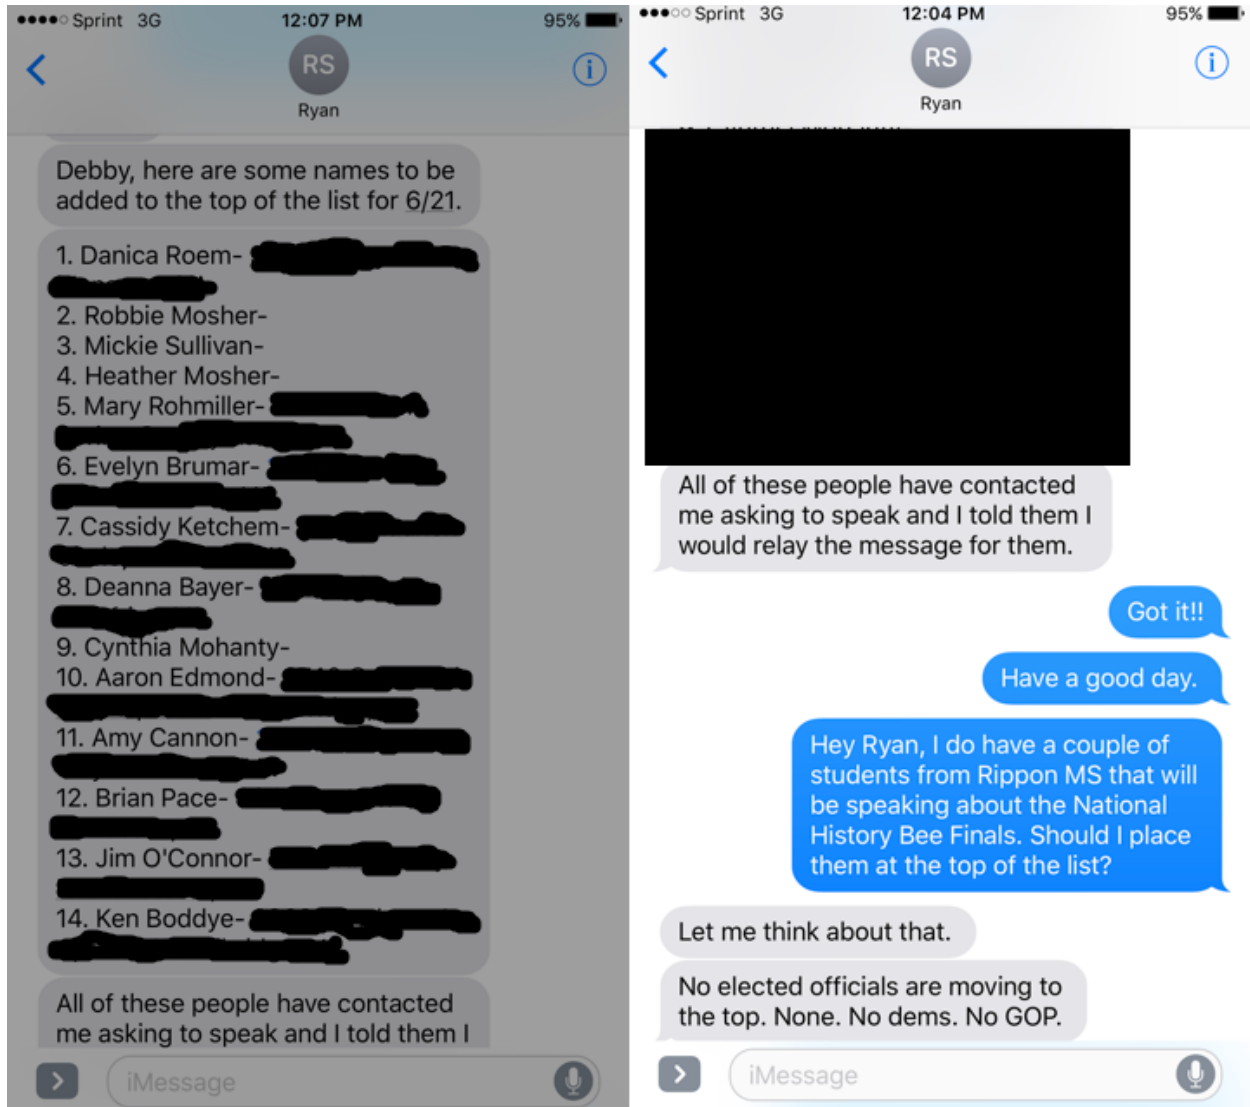 Sprint 3G 12:07 PM 95%
RS
Ryan
Debby, here are some names to be
added to the top of the list for 6/21.
1. Danica Roem-
2. Robbie Mosher-
3. Mickie Sullivan-
4. Heather Mosher-
5. Mary Rohmiller-
6. Evelyn Brumar-
7. Cassidy Ketchem-
8. Deanna Bayer-
9. Cynthia Mohanty-
10. Aaron Edmond-
11. Amy Cannon-
12. Brian Pace-
13. Jim O'Connor-
14. Ken Boddye-
All of these people have contacted
me asking to speak and I told them I
iMessage
Sprint 3G 12:04 PM 95%
RS
Ryan
All of these people have contacted
me asking to speak and I told them I
would relay the message for them.
Got it!!
Have a good day.
Hey Ryan, I do have a couple of
students from Rippon MS that will
be speaking about the National
History Bee Finals. Should I place
them at the top of the list?
Let me think about that.
No elected officials are moving to
the top. None. No dems. No GOP.
iMessage